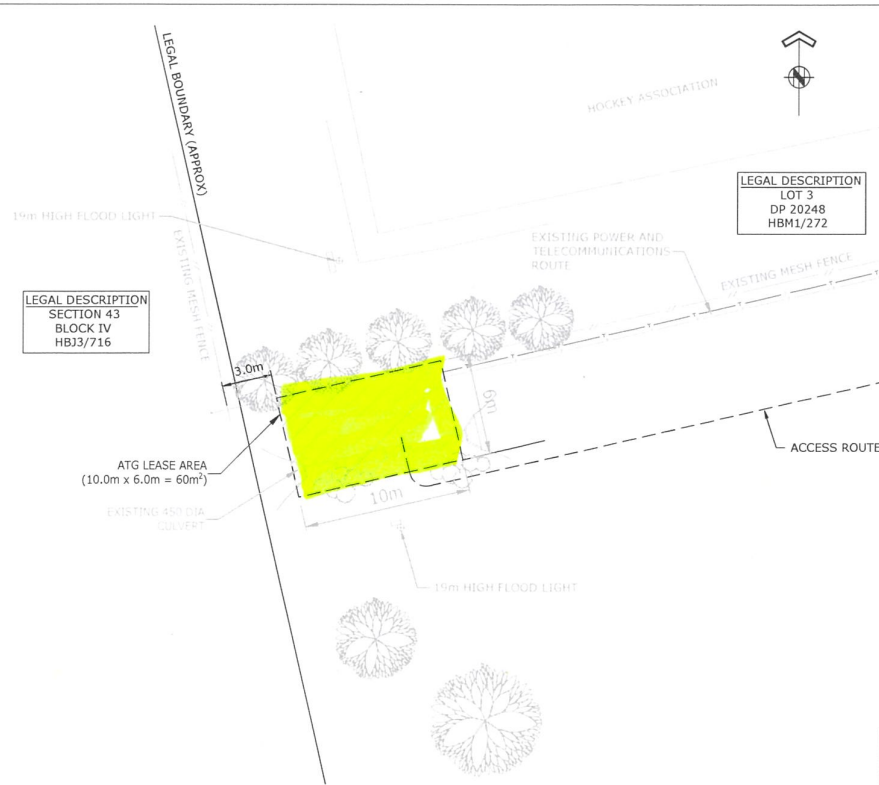 LEGAL BOUNDARY (APPROX)
HOCKEY ASSOCIATION
N
LEGAL DESCRIPTION
LOT 3
DP 20248
HBM1/272
19m HIGH FLOOD LIGHT
EXISTING MESH FENCE
EXISTING POWER AND
TELECOMMUNICATIONS
ROUTE
EXISTING MESH FENCE
LEGAL DESCRIPTION
SECTION 43
BLOCK IV
HBJ3/716
3.0m
6m
ACCESS ROUTE
ATG LEASE AREA
(10.0m x 6.0m = 60m²)
10m
EXISTING 450 DIA
CULVERT
19m HIGH FLOOD LIGHT